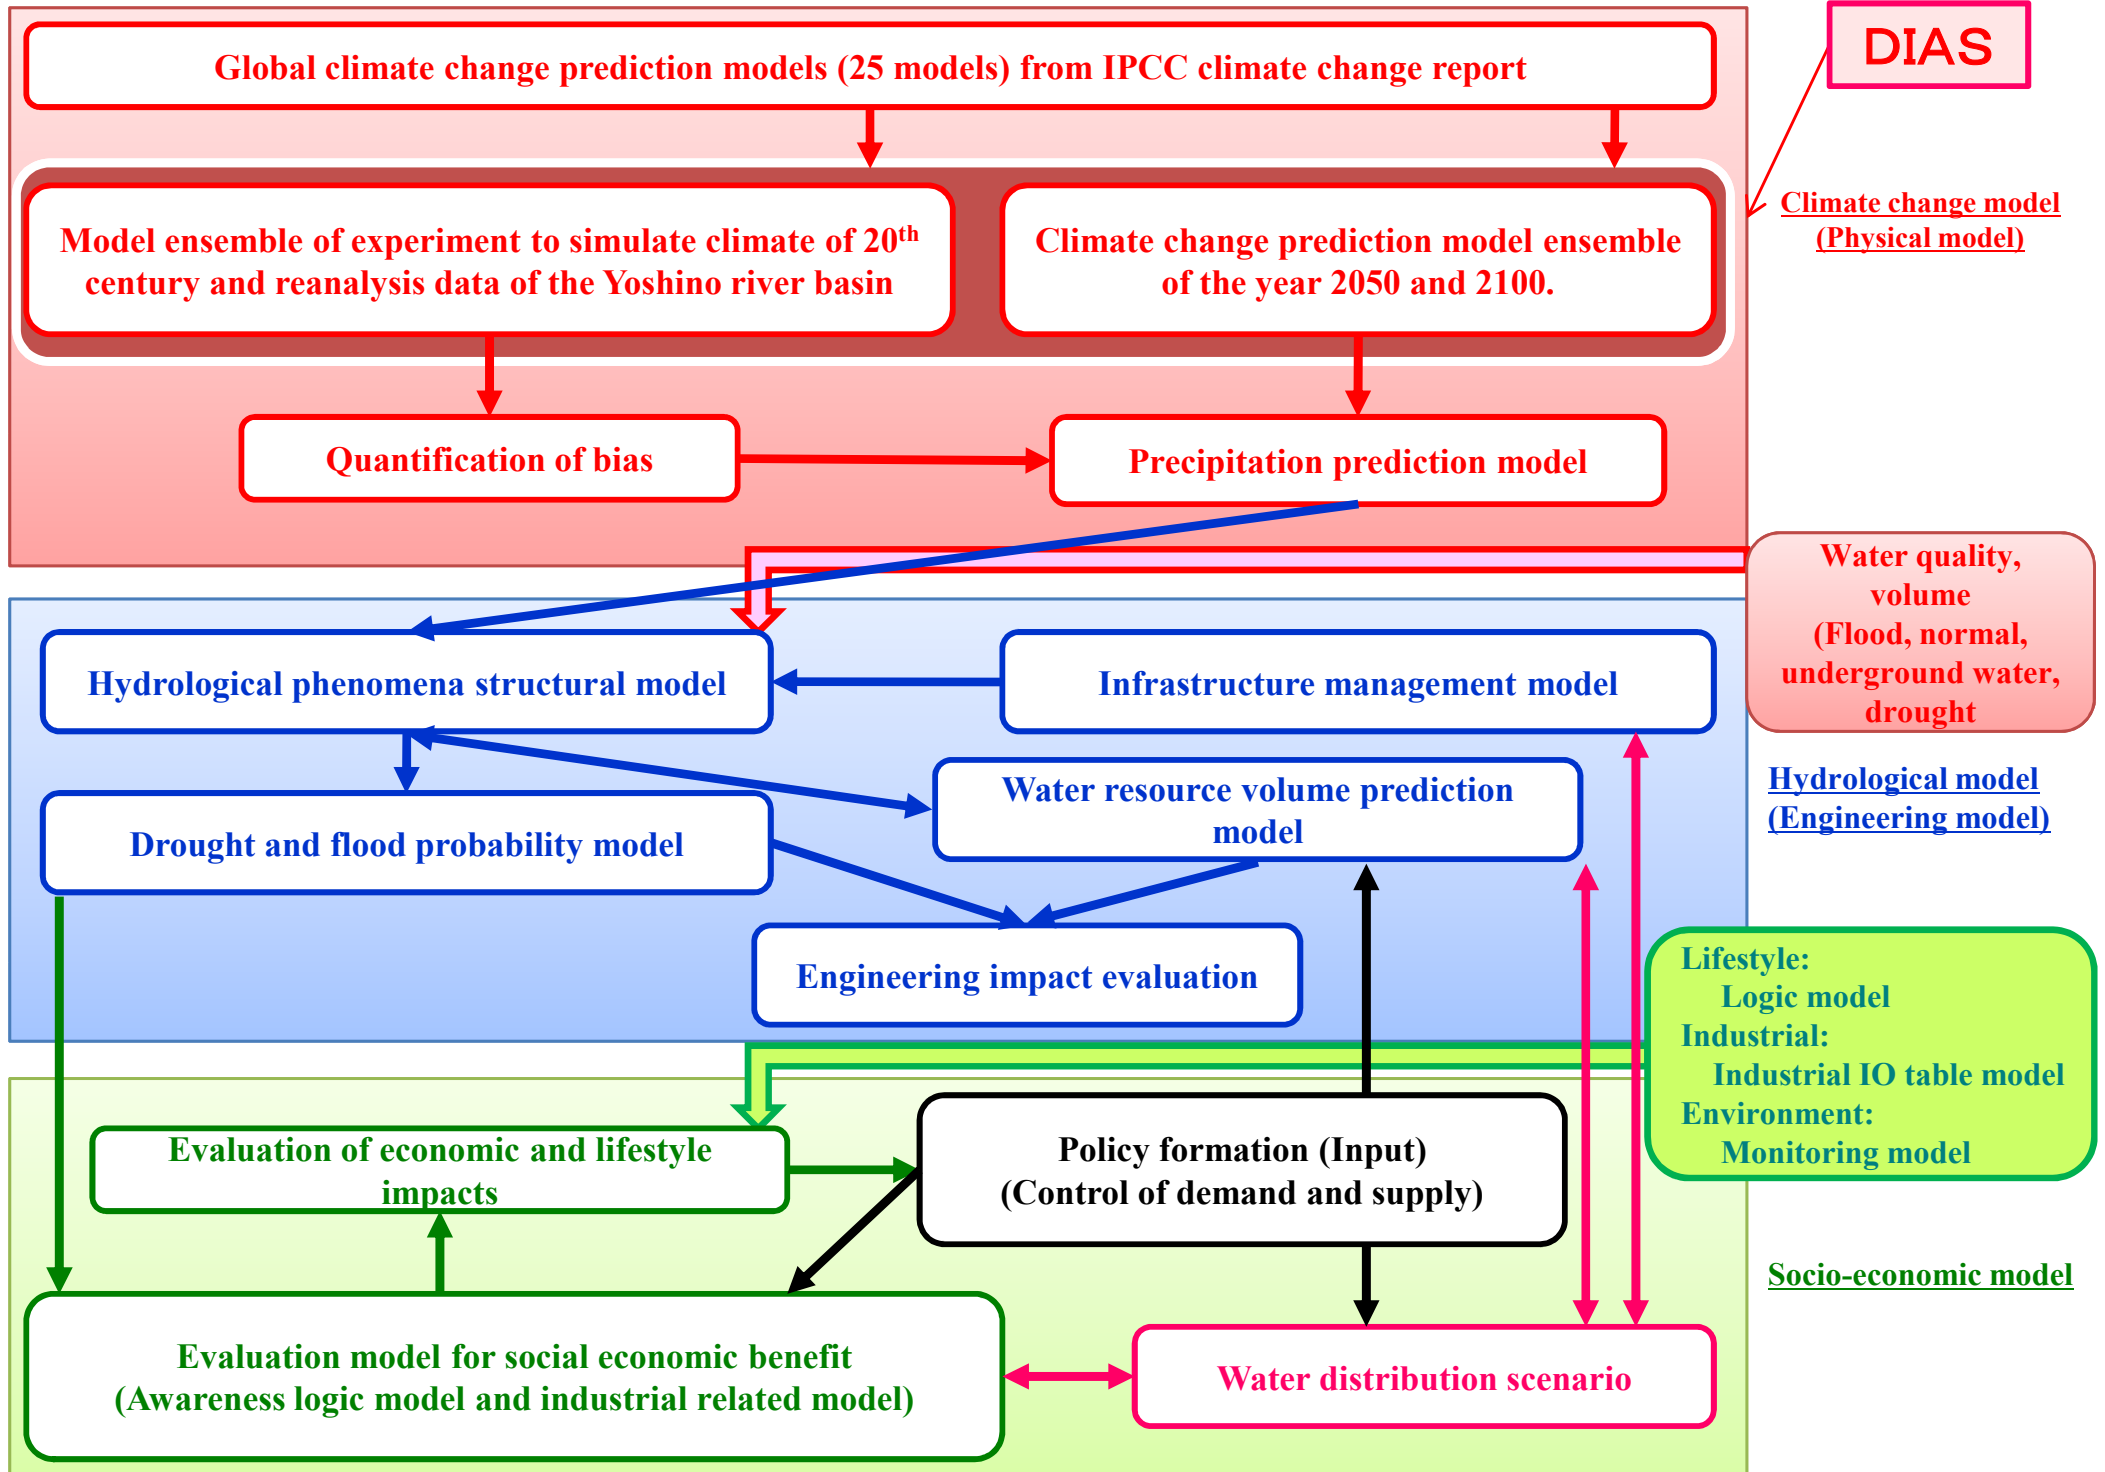 Global climate change prediction models (25 models) from IPCC climate change report
DIAS
Model ensemble of experiment to simulate climate of 20th
century and reanalysis data of the Yoshino river basin
Climate change prediction model ensemble
of the year 2050 and 2100.
Climate change model
(Physical model)
Quantification of bias
Precipitation prediction model
Water quality,
volume
(Flood, normal,
underground water,
drought
Hydrological phenomena structural model
Infrastructure management model
Water resource volume prediction
model
Hydrological model
(Engineering model)
Drought and flood probability model
Engineering impact evaluation
Lifestyle:
Logic model
Industrial:
Industrial IO table model
Environment:
Monitoring model
Evaluation of economic and lifestyle
impacts
Policy formation (Input)
(Control of demand and supply)
Socio-economic model
Evaluation model for social economic benefit
(Awareness logic model and industrial related model)
Water distribution scenario